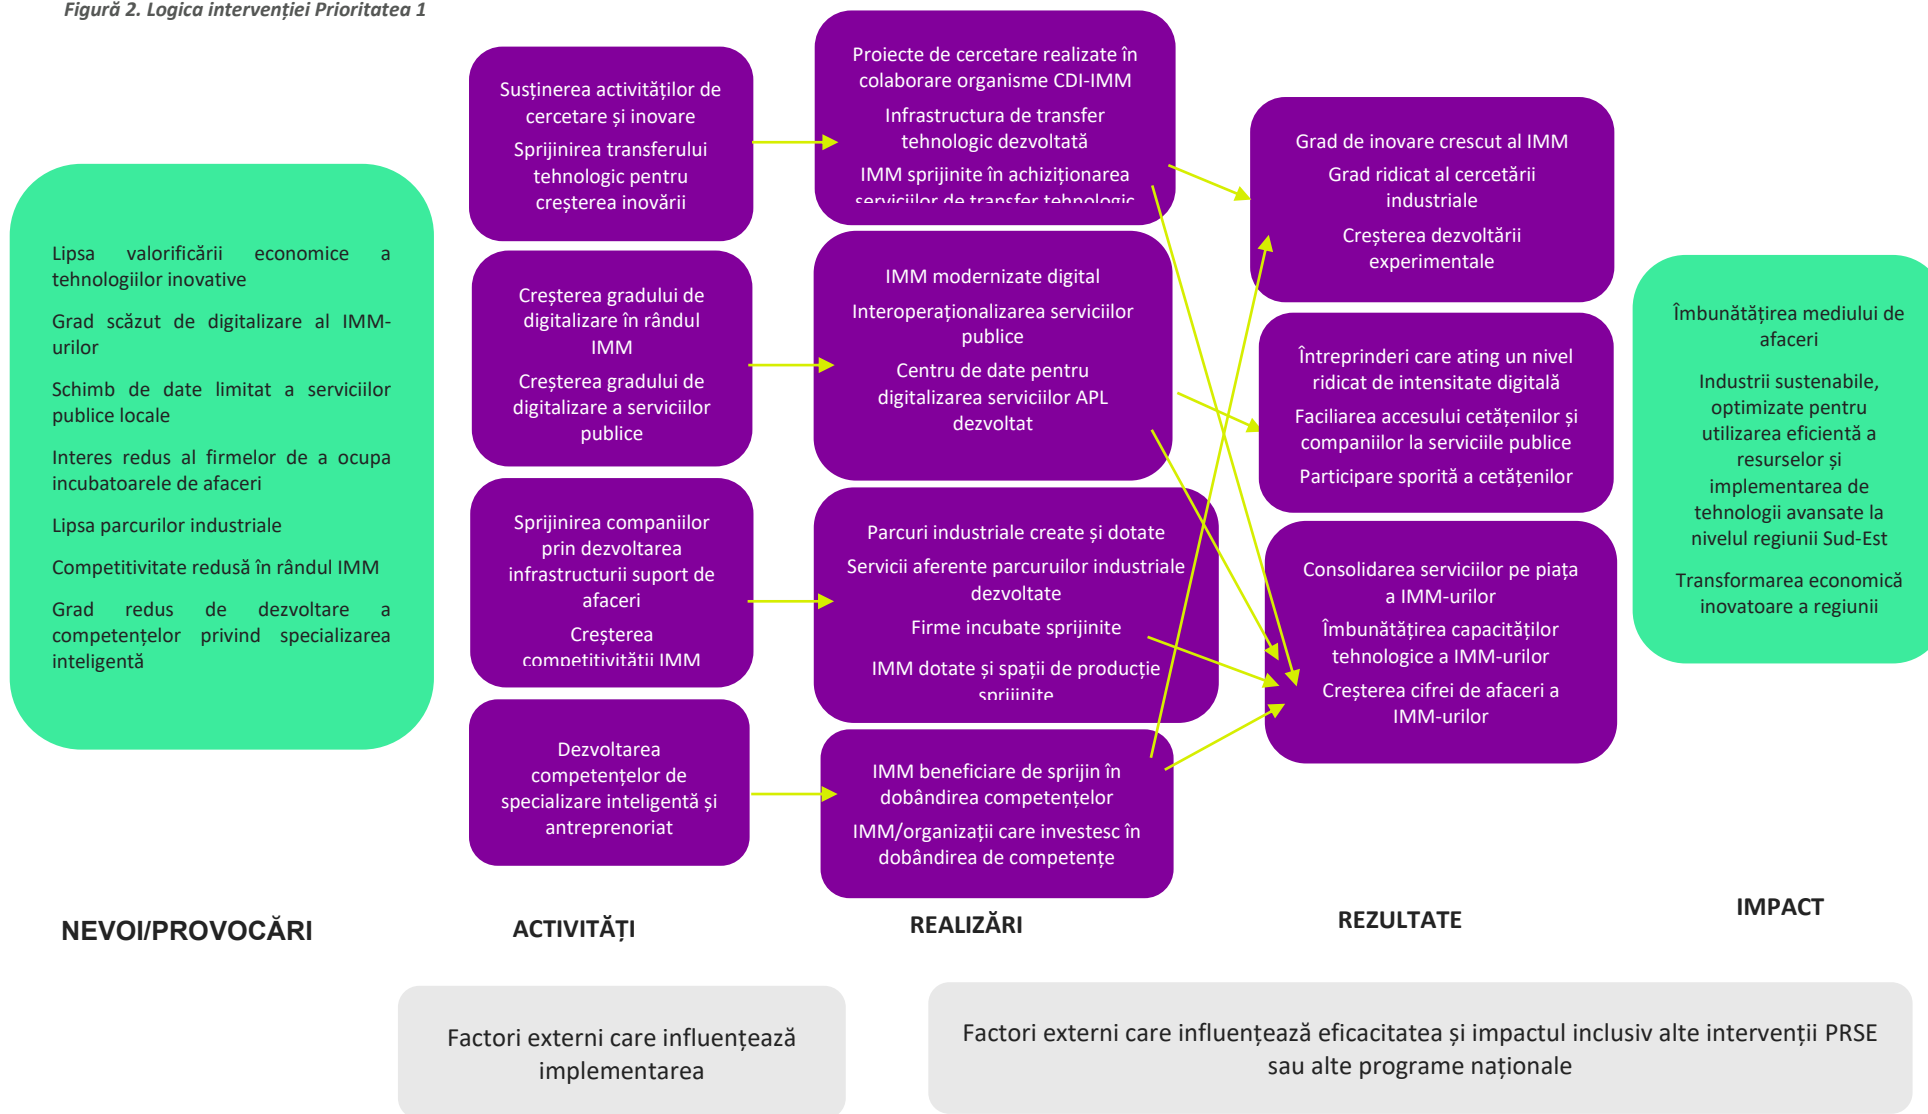 Figură 2. Logica intervenției Prioritatea 1
Lipsa valorificării economice a
tehnologiilor inovative
Grad scăzut de digitalizare al IMM-
urilor
Schimb de date limitat a serviciilor
publice locale
Interes redus al firmelor de a ocupa
incubatoarele de afaceri
Lipsa parcurilor industriale
Competitivitate redusă în rândul IMM
Grad redus de dezvoltare a
competențelor privind specializarea
inteligentă
Susținerea activităților de
cercetare și inovare
Sprijinirea transferului
tehnologic pentru
creșterea inovării
Creșterea gradului de
digitalizare în rândul
IMM
Creșterea gradului de
digitalizare a serviciilor
publice
Sprijinirea companiilor
prin dezvoltarea
infrastructurii suport de
afaceri
Creșterea
competitivității IMM
Dezvoltarea
competențelor de
specializare inteligentă și
antreprenoriat
Proiecte de cercetare realizate în
colaborare organisme CDI-IMM
Infrastructura de transfer
tehnologic dezvoltată
IMM sprijinite în achiziționarea
serviciilor de transfer tehnologic
IMM modernizate digital
Interoperaționalizarea serviciilor
publice
Centru de date pentru
digitalizarea serviciilor APL
dezvoltat
Parcuri industriale create și dotate
Servicii aferente parcuruilor industriale
dezvoltate
Firme incubate sprijinite
IMM dotate și spații de producție
sprijinite
IMM beneficiare de sprijin în
dobândirea competențelor
IMM/organizații care investesc în
dobândirea de competențe
Grad de inovare crescut al IMM
Grad ridicat al cercetării
industriale
Creșterea dezvoltării
experimentale
Întreprinderi care ating un nivel
ridicat de intensitate digitală
Faciliarea accesului cetățenilor și
companiilor la serviciile publice
Participare sporită a cetățenilor
Consolidarea serviciilor pe piața
a IMM-urilor
Îmbunătățirea capacităților
tehnologice a IMM-urilor
Creșterea cifrei de afaceri a
IMM-urilor
Îmbunătățirea mediului de
afaceri
Industrii sustenabile,
optimizate pentru
utilizarea eficientă a
resurselor și
implementarea de
tehnologii avansate la
nivelul regiunii Sud-Est
Transformarea economică
inovatoare a regiunii
NEVOI/PROVOCĂRI
ACTIVITĂȚI
REALIZĂRI
REZULTATE
IMPACT
Factori externi care influențează
implementarea
Factori externi care influențează eficacitatea și impactul inclusiv alte intervenții PRSE
sau alte programe naționale